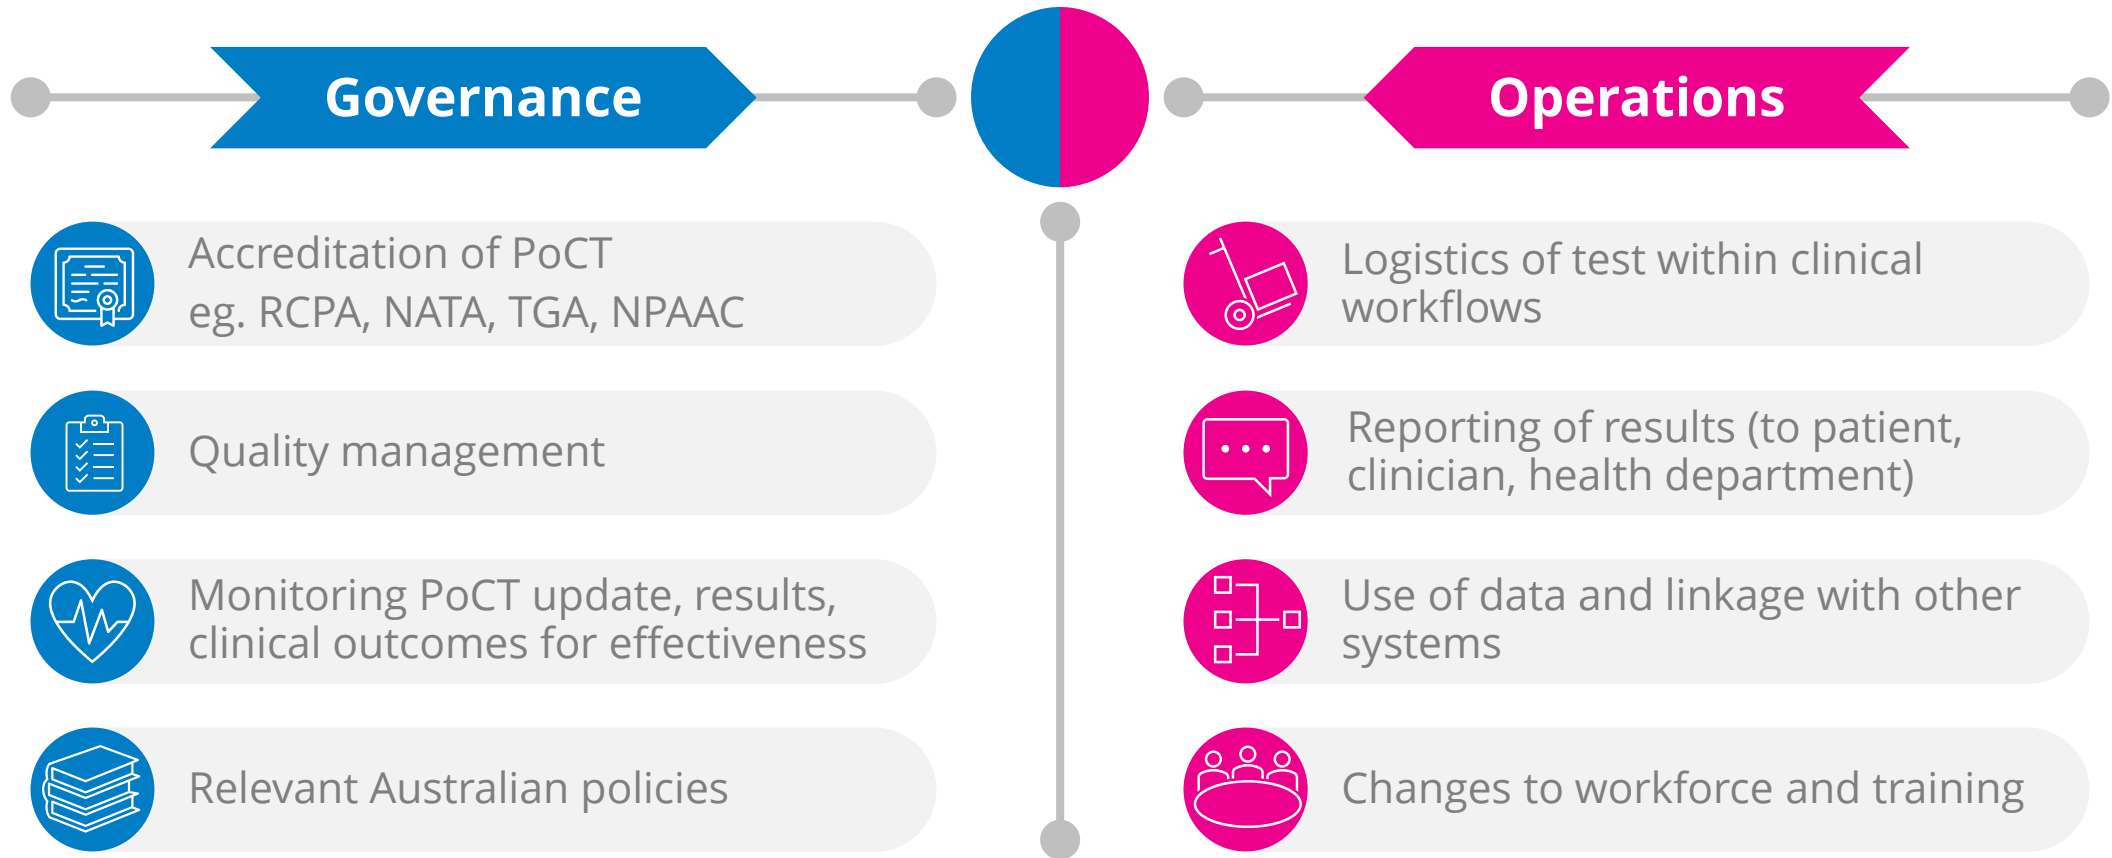 Governance
Accreditation of PoCT
eg. RCPA, NATA, TGA, NPAAC
Quality management
Monitoring PoCT update, results,
clinical outcomes for effectiveness
Relevant Australian policies
Operations
Logistics of test within clinical
workflows
Reporting of results (to patient,
clinician, health department)
Use of data and linkage with other
systems
Changes to workforce and training